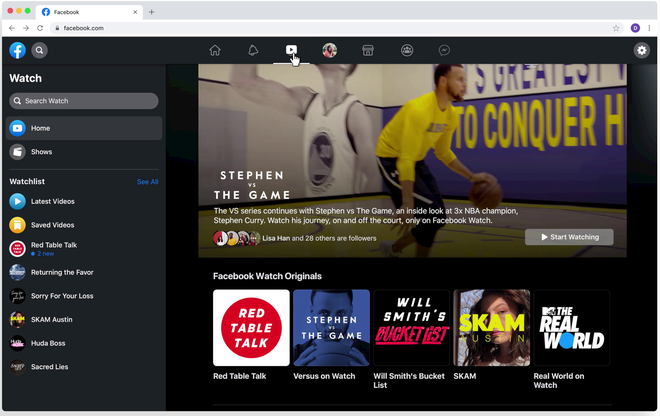 Facebook
facebook.com
D
Watch
Search Watch
Home
Shows
Watchlist
See All
Latest Videos
Saved Videos
Red Table Talk
2 new
Returning the Favor
Sorry For Your Loss
SKAM Austin
Huda Boss
Sacred Lies
GREATEST
TO CONQUER H
STEPHEN
VS
THE GAME
The VS series continues with Stephen vs The Game, an inside look at 3x NBA champion,
Stephen Curry. Watch his journey, on and off the court, only on Facebook Watch.
Lisa Han and 28 others are followers
Start Watching
Facebook Watch Originals
RED
TABLE
TALK
STEPHEN
VS
THE GAME
WILL
SMITH'S
BUCKET LIST
SKAM
AUSTIN
MTV THE
REAL
WORLD
Red Table Talk
Versus on Watch
Will Smith's Bucket
List
SKAM
Real World on
Watch